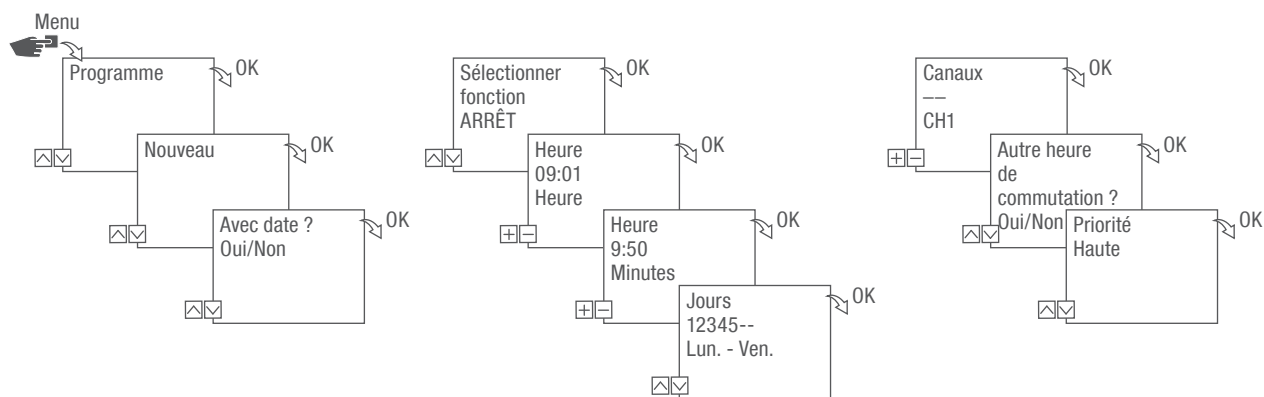 Menu
Programme
OK
Nouveau
OK
Avec date ?
Oui/Non
OK
Sélectionner
fonction
ARRÊT
OK
Heure
09:01
Heure
OK
+ −
Heure
9:50
Minutes
OK
+ −
Jours
12345--
Lun. - Ven.
OK
Canaux
––
CH1
OK
+ −
Autre heure
de
commutation ?
Oui/Non
OK
Priorité
Haute
OK